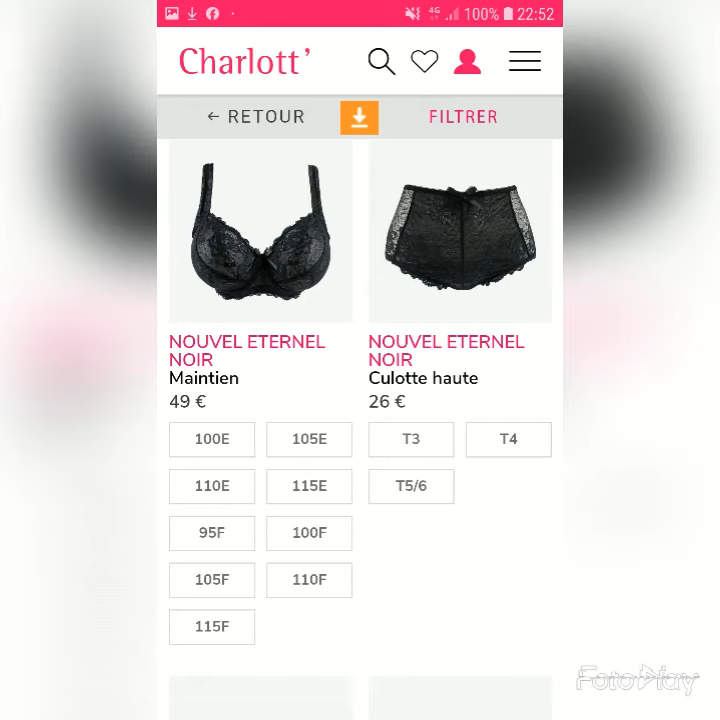 4G 100% 22:52
Charlott'
← RETOUR
FILTRER
NOUVEL ETERNEL
NOIR
Maintien
49 €
100E 105E
110E 115E
95F 100F
105F 110F
115F
NOUVEL ETERNEL
NOIR
Culotte haute
26 €
T3 T4
T5/6
FotoPlay